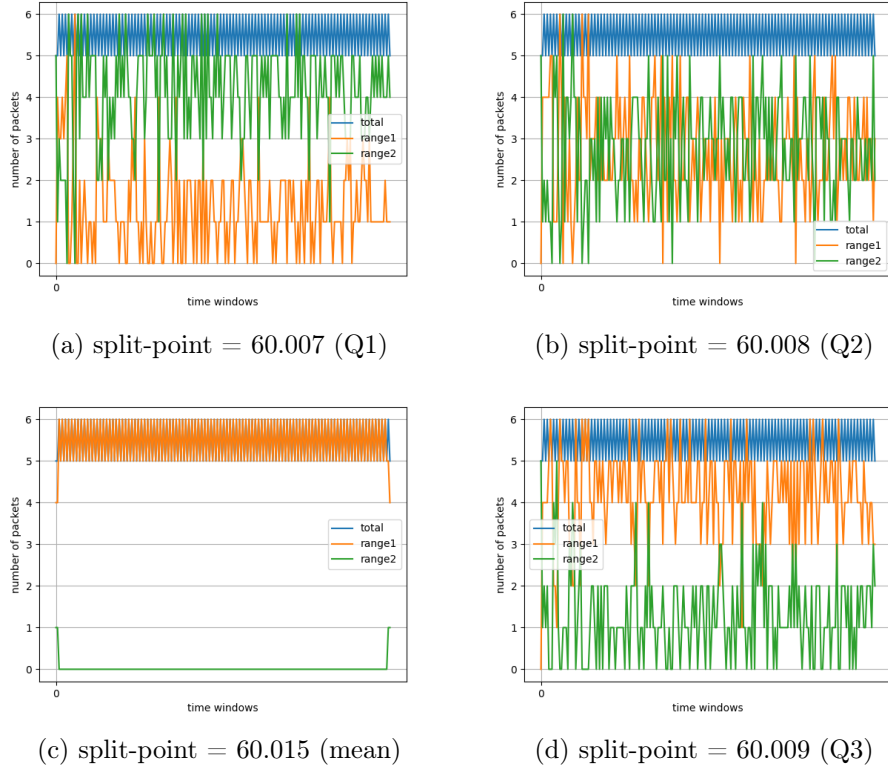 6
5
4
3
2
1
0
number of packets
total
range1
range2
0
time windows
(a) split-point = 60.007 (Q1)
6
5
4
3
2
1
0
number of packets
total
range1
range2
0
time windows
(b) split-point = 60.008 (Q2)
6
5
4
3
2
1
0
number of packets
total
range1
range2
0
time windows
(c) split-point = 60.015 (mean)
6
5
4
3
2
1
0
number of packets
total
range1
range2
0
time windows
(d) split-point = 60.009 (Q3)